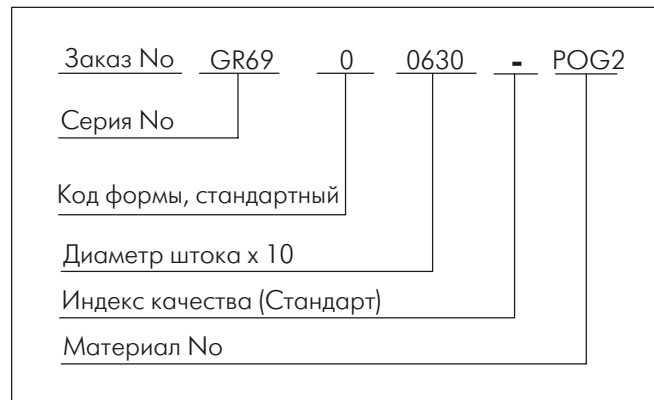 Заказ No GR69 0 0630 - POG2
Серия No
Код формы, стандартный
Диаметр штока x 10
Индекс качества (Стандарт)
Материал No